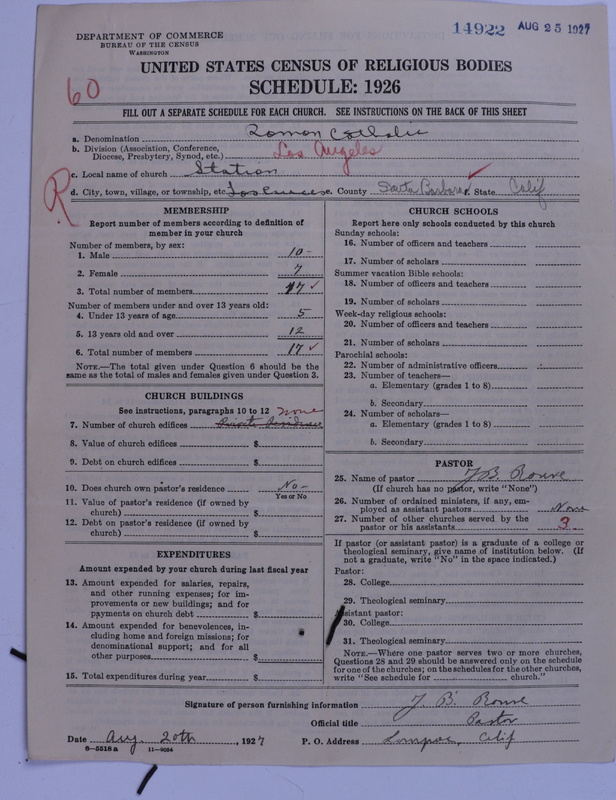 14922 AUG 25 1927
DEPARTMENT OF COMMERCE
BUREAU OF THE CENSUS
WASHINGTON
UNITED STATES CENSUS OF RELIGIOUS BODIES
SCHEDULE: 1926
60
FILL OUT A SEPARATE SCHEDULE FOR EACH CHURCH. SEE INSTRUCTIONS ON THE BACK OF THIS SHEET
a. Denomination Roman Catholic
b. Division (Association, Conference,
Diocese, Presbytery, Synod, etc.) Los Angeles
c. Local name of church Station
R
d. City, town, village, or township, etc. e. County Santa Barbara f. State Calif
MEMBERSHIP
Report number of members according to definition of
member in your church
Number of members, by sex:
1. Male 10
2. Female 7
3. Total number of members 17
Number of members under and over 13 years old:
4. Under 13 years of age 5
5. 13 years old and over 12
6. Total number of members 17
NOTE.—The total given under Question 6 should be the
same as the total of males and females given under Question 3.
CHURCH BUILDINGS
See instructions, paragraphs 10 to 12 none
7. Number of church edifices Private Residence
8. Value of church edifices $
9. Debt on church edifices $
10. Does church own pastor's residence No
Yes or No
11. Value of pastor's residence (if owned by
church) $
12. Debt on pastor's residence (if owned by
church) $
EXPENDITURES
Amount expended by your church during last fiscal year
13. Amount expended for salaries, repairs,
and other running expenses; for im-
provements or new buildings; and for
payments on church debt $
14. Amount expended for benevolences, in-
cluding home and foreign missions; for
denominational support; and for all
other purposes $
15. Total expenditures during year $
CHURCH SCHOOLS
Report here only schools conducted by this church
Sunday schools:
16. Number of officers and teachers
17. Number of scholars
Summer vacation Bible schools:
18. Number of officers and teachers
19. Number of scholars
Week-day religious schools:
20. Number of officers and teachers
21. Number of scholars
Parochial schools:
22. Number of administrative officers
23. Number of teachers—
a. Elementary (grades 1 to 8)
b. Secondary
24. Number of scholars—
a. Elementary (grades 1 to 8)
b. Secondary
PASTOR
25. Name of pastor J. B. Roure
(If church has no pastor, write "None")
26. Number of ordained ministers, if any, em-
ployed as assistant pastors None
27. Number of other churches served by the
pastor or his assistants 3
If pastor (or assistant pastor) is a graduate of a college or
theological seminary, give name of institution below. (If
not a graduate, write "No" in the space indicated.)
Pastor:
28. College
29. Theological seminary
Assistant pastor:
30. College
31. Theological seminary
NOTE.—Where one pastor serves two or more churches,
Questions 28 and 29 should be answered only on the schedule
for one of the churches; on the schedules for the other churches,
write "See schedule for church."
Signature of person furnishing information J. B. Roure
Official title Pastor
Date Aug. 20th, 1927 P. O. Address Lompoc, Calif
8—5518 a 11—9034